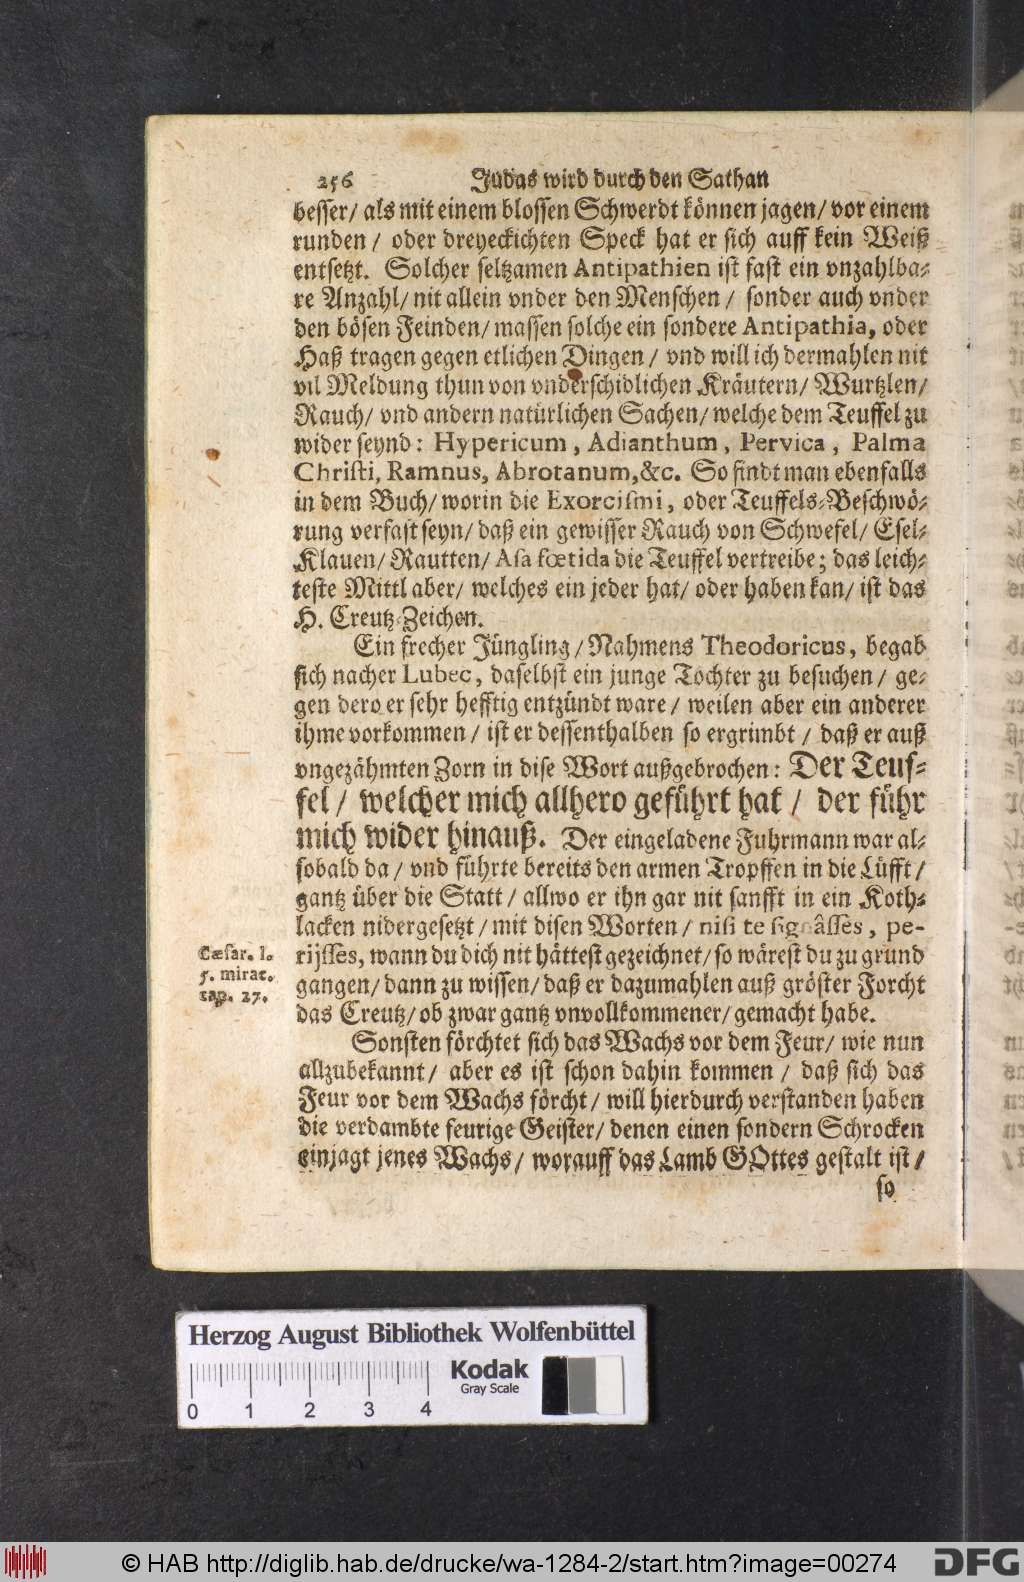 256 Judas wird durch den Sathan
besser/ als mit einem blossen Schwerdt können jagen/ vor einem
runden/ oder dreyeckichten Speck hat er sich auff kein Weiß
entsetzt. Solcher seltzamen Antipathien ist fast ein vnzahlba-
re Anzahl/ nit allein vnder den Menschen/ sonder auch vnder
den bösen Feinden/ massen solche ein sondere Antipathia, oder
Haß tragen gegen etlichen Dingen/ vnd will ich dermahlen nit
vil Meldung thun von vnderschidlichen Kräutern/ Wurtzlen/
Rauch/ vnd andern natürlichen Sachen/ welche dem Teuffel zu
wider seynd: Hypericum, Adianthum, Pervica, Palma
Christi, Ramnus, Abrotanum, &c. So findt man ebenfalls
in dem Buch/ worin die Exorcismi, oder Teuffels-Beschwö-
rung verfast seyn/ daß ein gewisser Rauch von Schwefel/ Esel-
Klauen/ Rautten/ Asa fœtida die Teuffel vertreibe; das leich-
teste Mittl aber/ welches ein jeder hat/ oder haben kan/ ist das
H. Creutz-Zeichen.
Ein frecher Jüngling/ Nahmens Theodoricus, begab
sich nacher Lubec, daselbst ein junge Tochter zu besuchen/ ge-
gen dero er sehr hefftig entzündt ware/ weilen aber ein anderer
ihme vorkommen/ ist er dessenthalben so ergrimbt/ daß er auß
vngezähmten Zorn in dise Wort außgebrochen: Der Teuf-
fel/ welcher mich allhero geführt hat/ der führ
mich wider hinauß. Der eingeladene Fuhrmann war al-
sobald da/ vnd führte bereits den armen Tropffen in die Lüfft/
gantz über die Statt/ allwo er ihn gar nit sanfft in ein Koth-
lacken nidergesetzt/ mit disen Worten/ nisi te signâsses, pe-
rijsses, wann du dich nit hättest gezeichnet/ so wärest du zu grund
gangen/ dann zu wissen/ daß er dazumahlen auß gröster Forcht
das Creutz/ ob zwar gantz vnvollkommener/ gemacht habe.
Cæsar. l.
5. mirac.
cap. 27.
Sonsten förchtet sich das Wachs vor dem Feur/ wie nun
allzubekannt/ aber es ist schon dahin kommen/ daß sich das
Feur vor dem Wachs förcht/ will hierdurch verstanden haben
die verdambte feurige Geister/ denen einen sondern Schrocken
einjagt jenes Wachs/ worauff das Lamb GOttes gestalt ist/
so
Herzog August Bibliothek Wolfenbüttel
Kodak
Gray Scale
0 1 2 3 4
© HAB http://diglib.hab.de/drucke/wa-1284-2/start.htm?image=00274
DFG